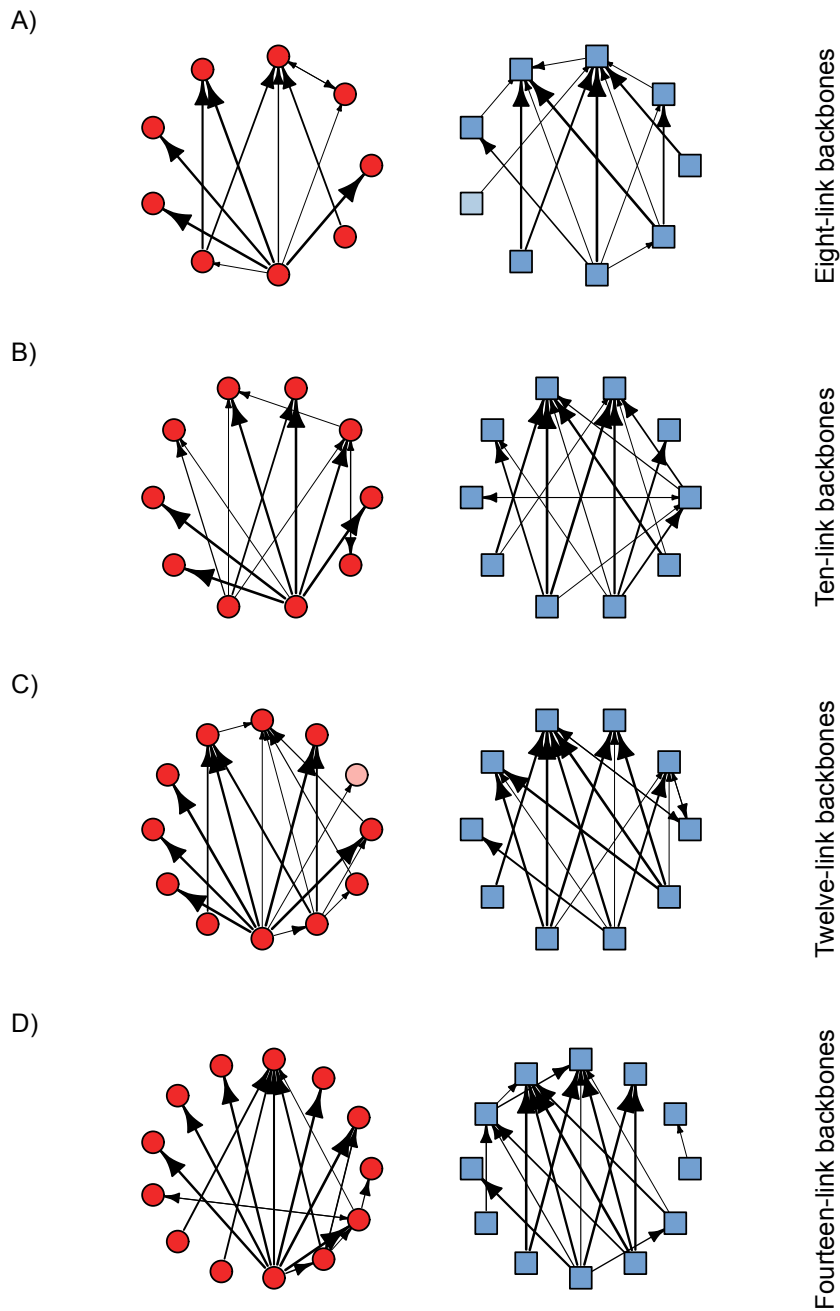 A)
Eight-link backbones
B)
Ten-link backbones
C)
Twelve-link backbones
D)
Fourteen-link backbones